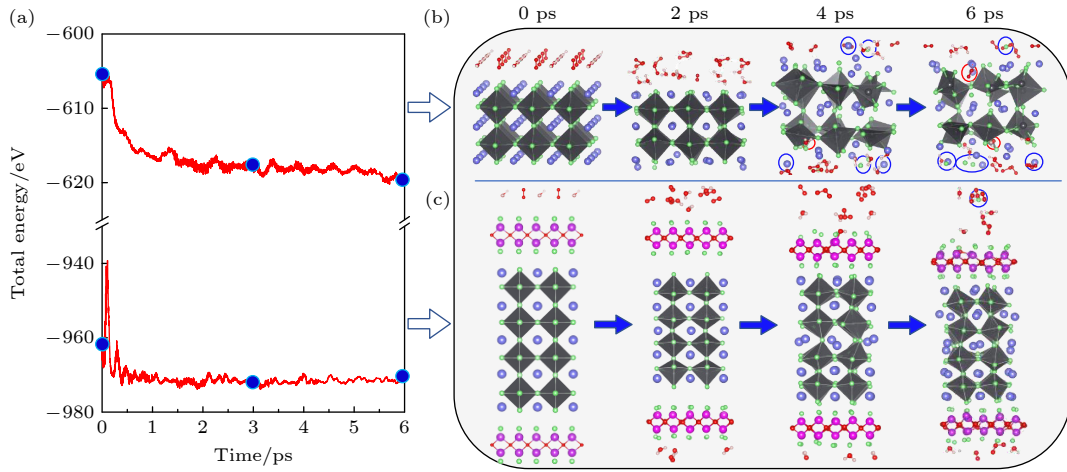 (a)
(b)
0 ps
2 ps
4 ps
6 ps
−600
−610
−620
−940
−960
−980
Total energy/eV
0
1
2
3
4
5
6
Time/ps
(c)